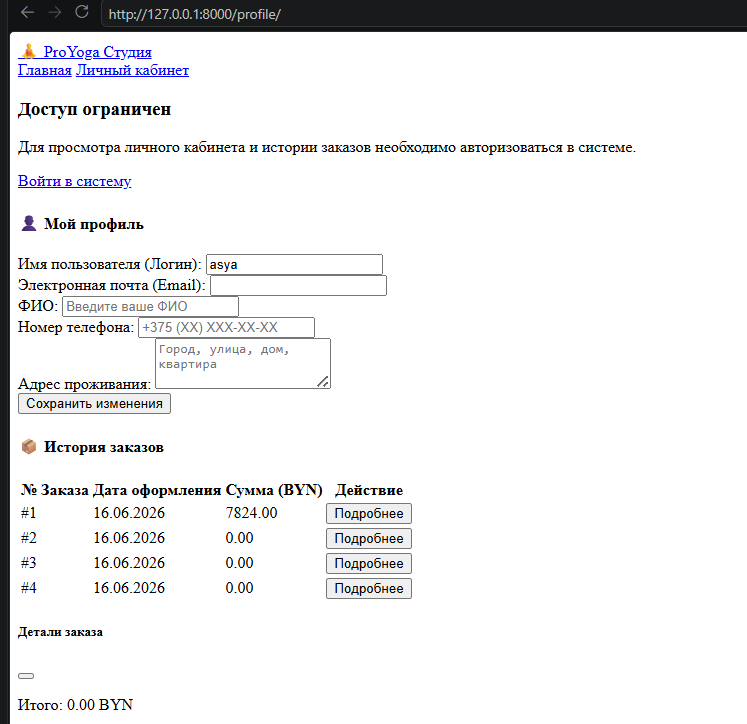 http://127.0.0.1:8000/profile/
ProYoga Студия
Главная Личный кабинет
Доступ ограничен
Для просмотра личного кабинета и истории заказов необходимо авторизоваться в системе.
Войти в систему
Мой профиль
Имя пользователя (Логин): asya
Электронная почта (Email):
ФИО: Введите ваше ФИО
Номер телефона: +375 (XX) XXX-XX-XX
Город, улица, дом,
квартира
Адрес проживания:
Сохранить изменения
История заказов
№ Заказа Дата оформления Сумма (BYN) Действие
#1 16.06.2026 7824.00 Подробнее
#2 16.06.2026 0.00 Подробнее
#3 16.06.2026 0.00 Подробнее
#4 16.06.2026 0.00 Подробнее
Детали заказа
Итого: 0.00 BYN